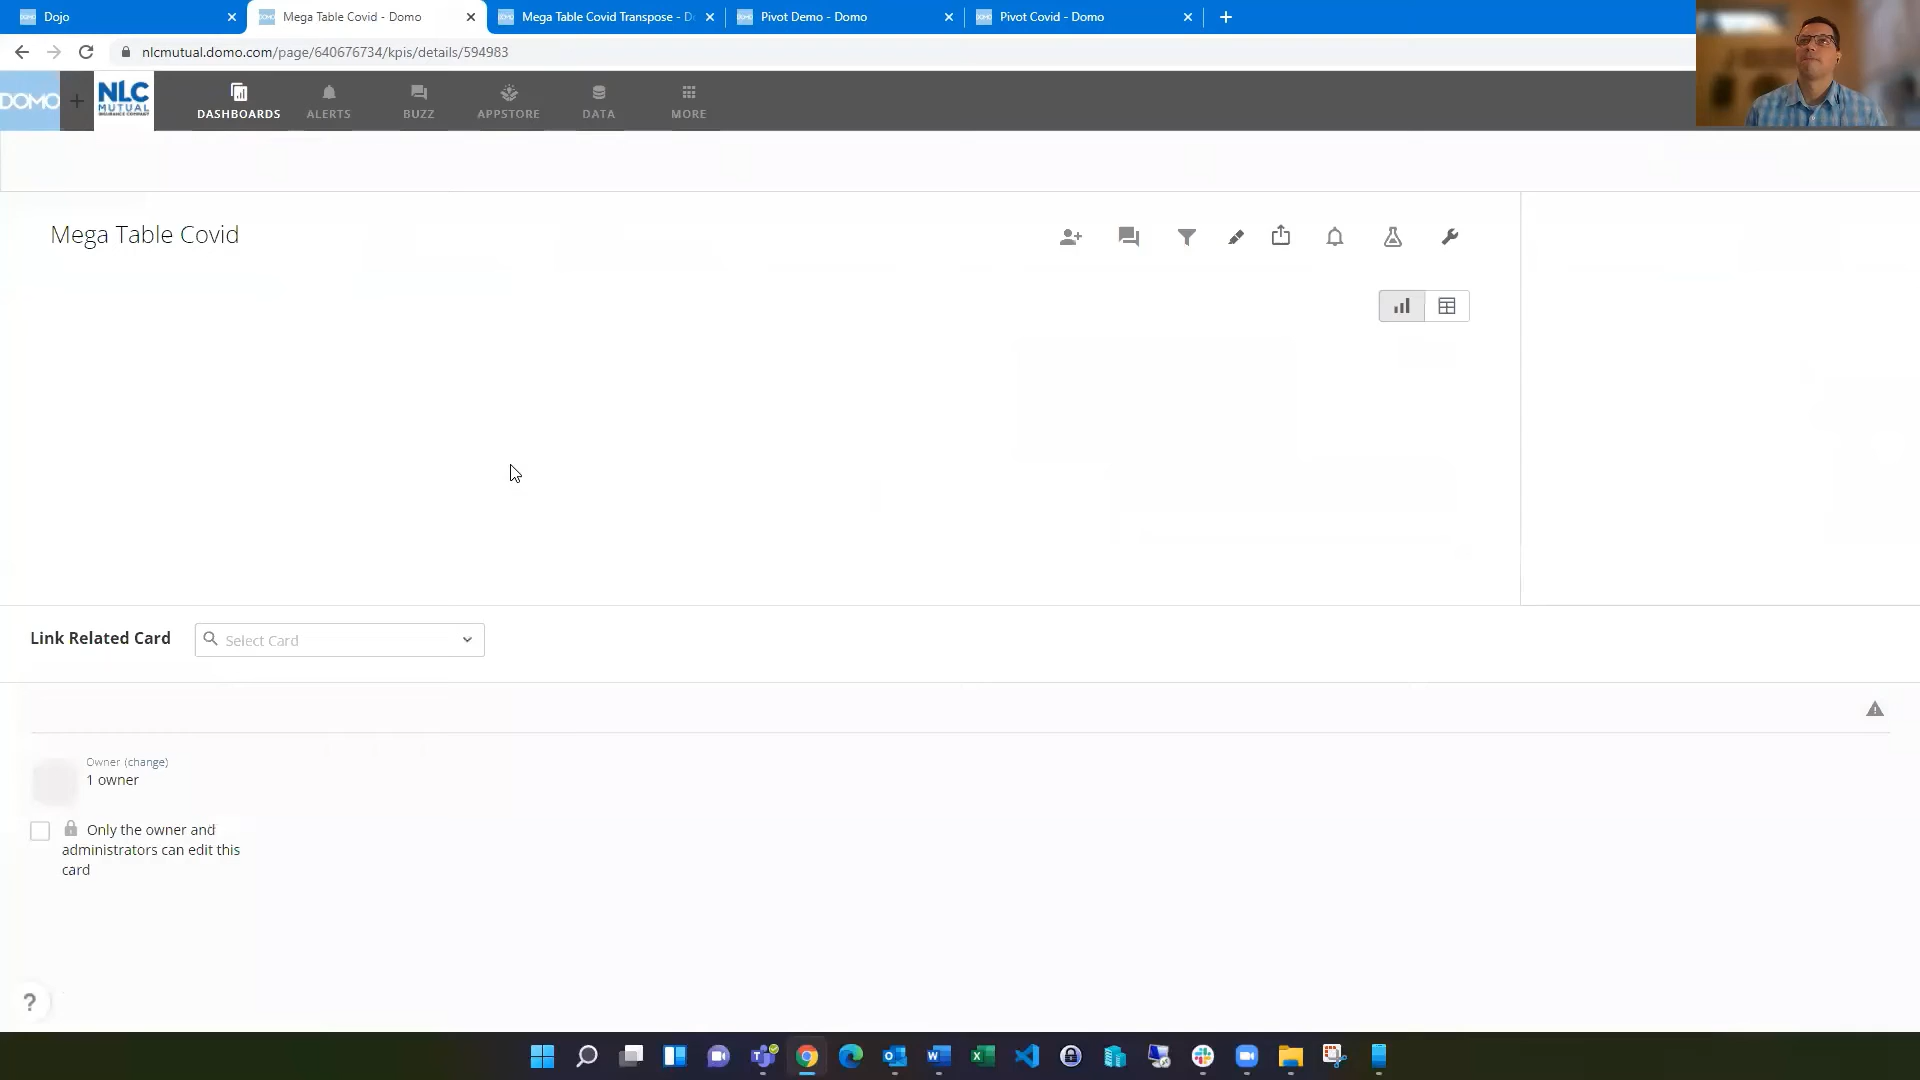 Dojo
Mega Table Covid - Domo
Mega Table Covid Transpose - D
Pivot Demo - Domo
Pivot Covid - Domo
nlcmutual.domo.com/page/640676734/kpis/details/594983
DOMO
NLC
MUTUAL
INSURANCE COMPANY
DASHBOARDS
ALERTS
BUZZ
APPSTORE
DATA
MORE
Mega Table Covid
Link Related Card
Select Card
Owner (change)
1 owner
Only the owner and
administrators can edit this
card
?